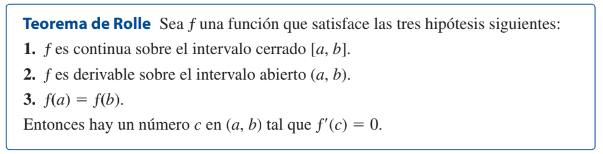 Teorema de Rolle Sea f una función que satisface las tres hipótesis siguientes:
1. f es continua sobre el intervalo cerrado [a, b].
2. f es derivable sobre el intervalo abierto (a, b).
3. f(a) = f(b).
Entonces hay un número c en (a, b) tal que f′(c) = 0.